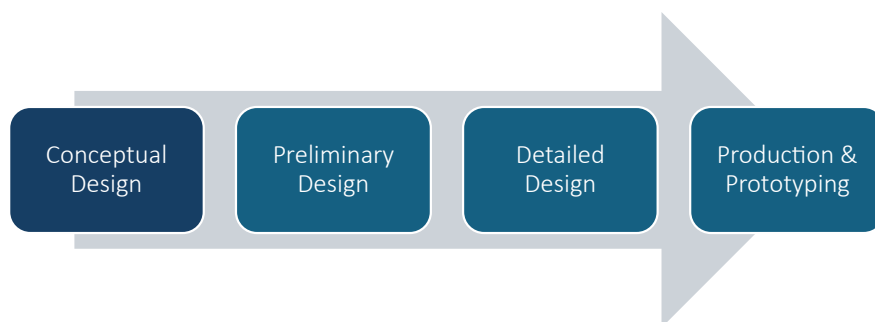 Conceptual
Design
Preliminary
Design
Detailed
Design
Production &
Prototyping